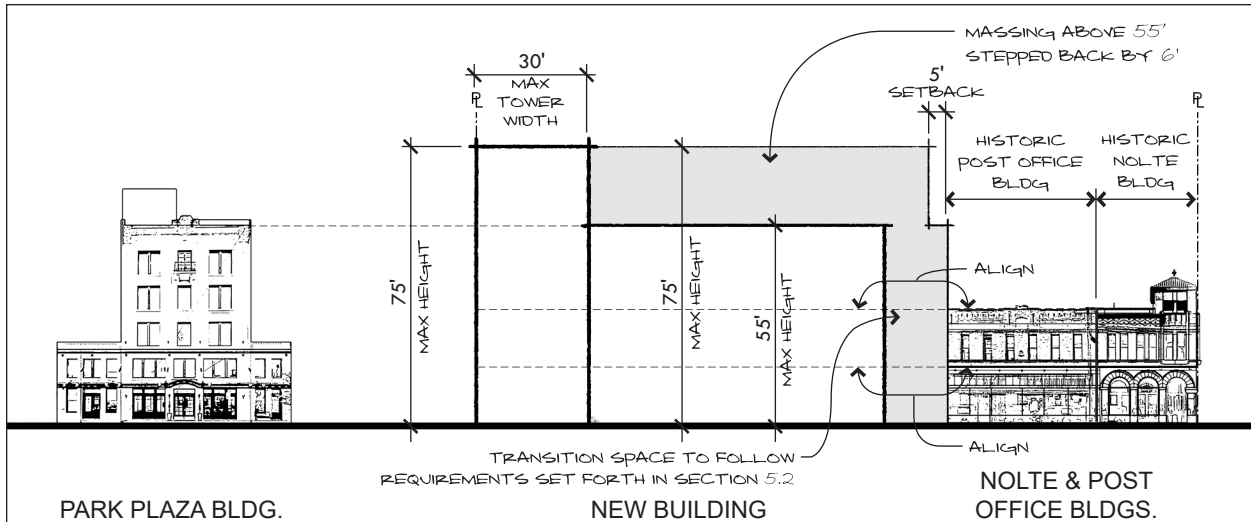 MASSING ABOVE 55'
STEPPED BACK BY 6'
30'
MAX
TOWER
WIDTH
5'
SETBACK
PL
PL
HISTORIC
POST OFFICE
BLDG
HISTORIC
NOLTE
BLDG
75'
MAX HEIGHT
75'
MAX HEIGHT
55'
MAX HEIGHT
ALIGN
ALIGN
TRANSITION SPACE TO FOLLOW
REQUIREMENTS SET FORTH IN SECTION 5.2
PARK PLAZA BLDG.
NEW BUILDING
NOLTE & POST
OFFICE BLDGS.